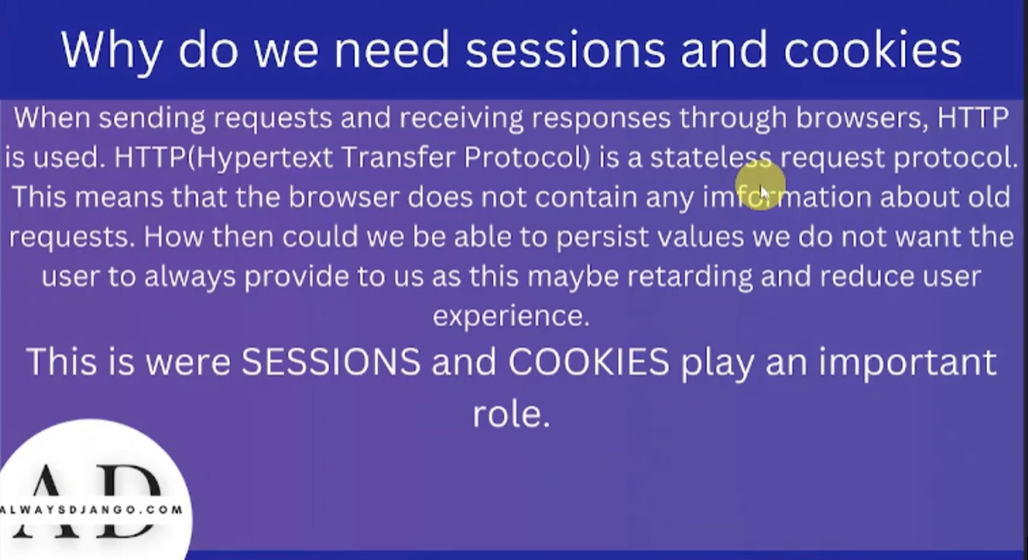 Why do we need sessions and cookies
When sending requests and receiving responses through browsers, HTTP
is used. HTTP(Hypertext Transfer Protocol) is a stateless request protocol.
This means that the browser does not contain any imformation about old
requests. How then could we be able to persist values we do not want the
user to always provide to us as this maybe retarding and reduce user
experience.
This is were SESSIONS and COOKIES play an important
role.
AD
ALWAYSDJANGO.COM